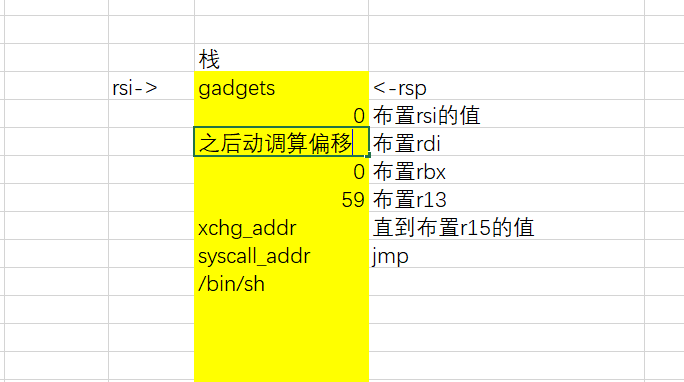 栈
rsi-> gadgets <-rsp
0 布置rsi的值
之后动调算偏移 布置rdi
0 布置rbx
59 布置r13
xchg_addr 直到布置r15的值
syscall_addr jmp
/bin/sh